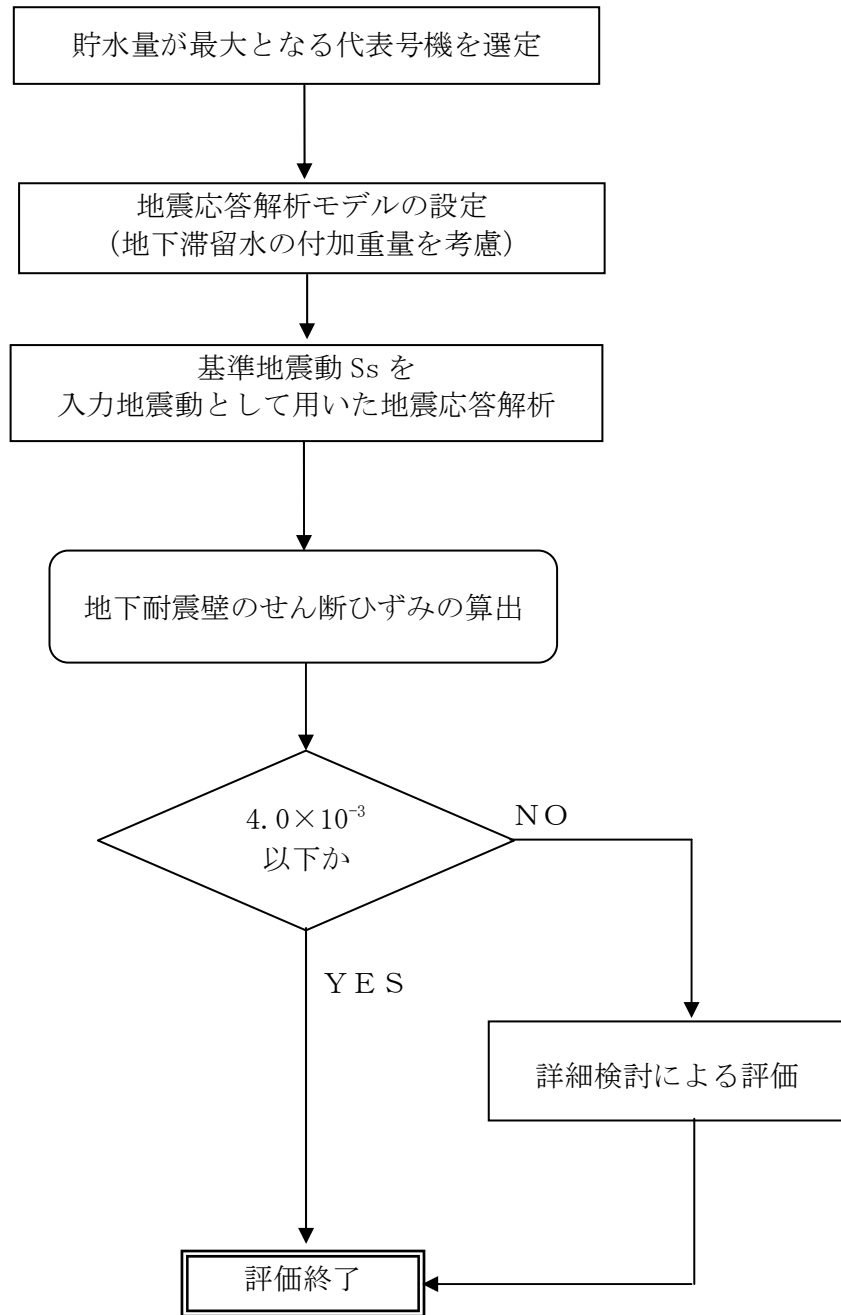 貯水量が最大となる代表号機を選定
地震応答解析モデルの設定
（地下滞留水の付加重量を考慮）
基準地震動 Ss を
入力地震動として用いた地震応答解析
地下耐震壁のせん断ひずみの算出
4.0×10⁻³
以下か
ＮＯ
ＹＥＳ
詳細検討による評価
評価終了